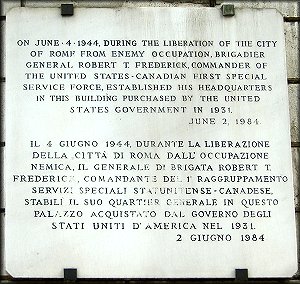 ON JUNE·4·1944, DURING THE LIBERATION OF THE CITY
OF ROME FROM ENEMY OCCUPATION, BRIGADIER
GENERAL ROBERT T. FREDERICK, COMMANDER OF
THE UNITED STATES-CANADIAN FIRST SPECIAL
SERVICE FORCE, ESTABLISHED HIS HEADQUARTERS
IN THIS BUILDING PURCHASED BY THE UNITED
STATES GOVERNMENT IN 1931.
JUNE 2, 1984.
IL 4 GIUGNO 1944, DURANTE LA LIBERAZIONE
DELLA CITTÀ DI ROMA DALL'OCCUPAZIONE
NEMICA, IL GENERALE DI BRIGATA ROBERT T.
FREDERICK, COMANDANTE DEL I RAGGRUPPAMENTO
SERVIZI SPECIALI STATUNITENSE-CANADESE,
STABILÌ IL SUO QUARTIER GENERALE IN QUESTO
PALAZZO ACQUISTATO DAL GOVERNO DEGLI
STATI UNITI D'AMERICA NEL 1931.
2 GIUGNO 1984